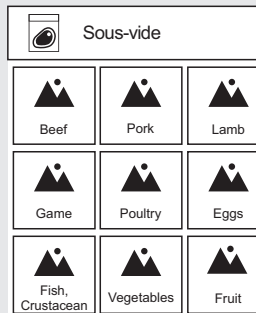 Sous-vide
Beef
Pork
Lamb
Game
Poultry
Eggs
Fish,
Crustacean
Vegetables
Fruit